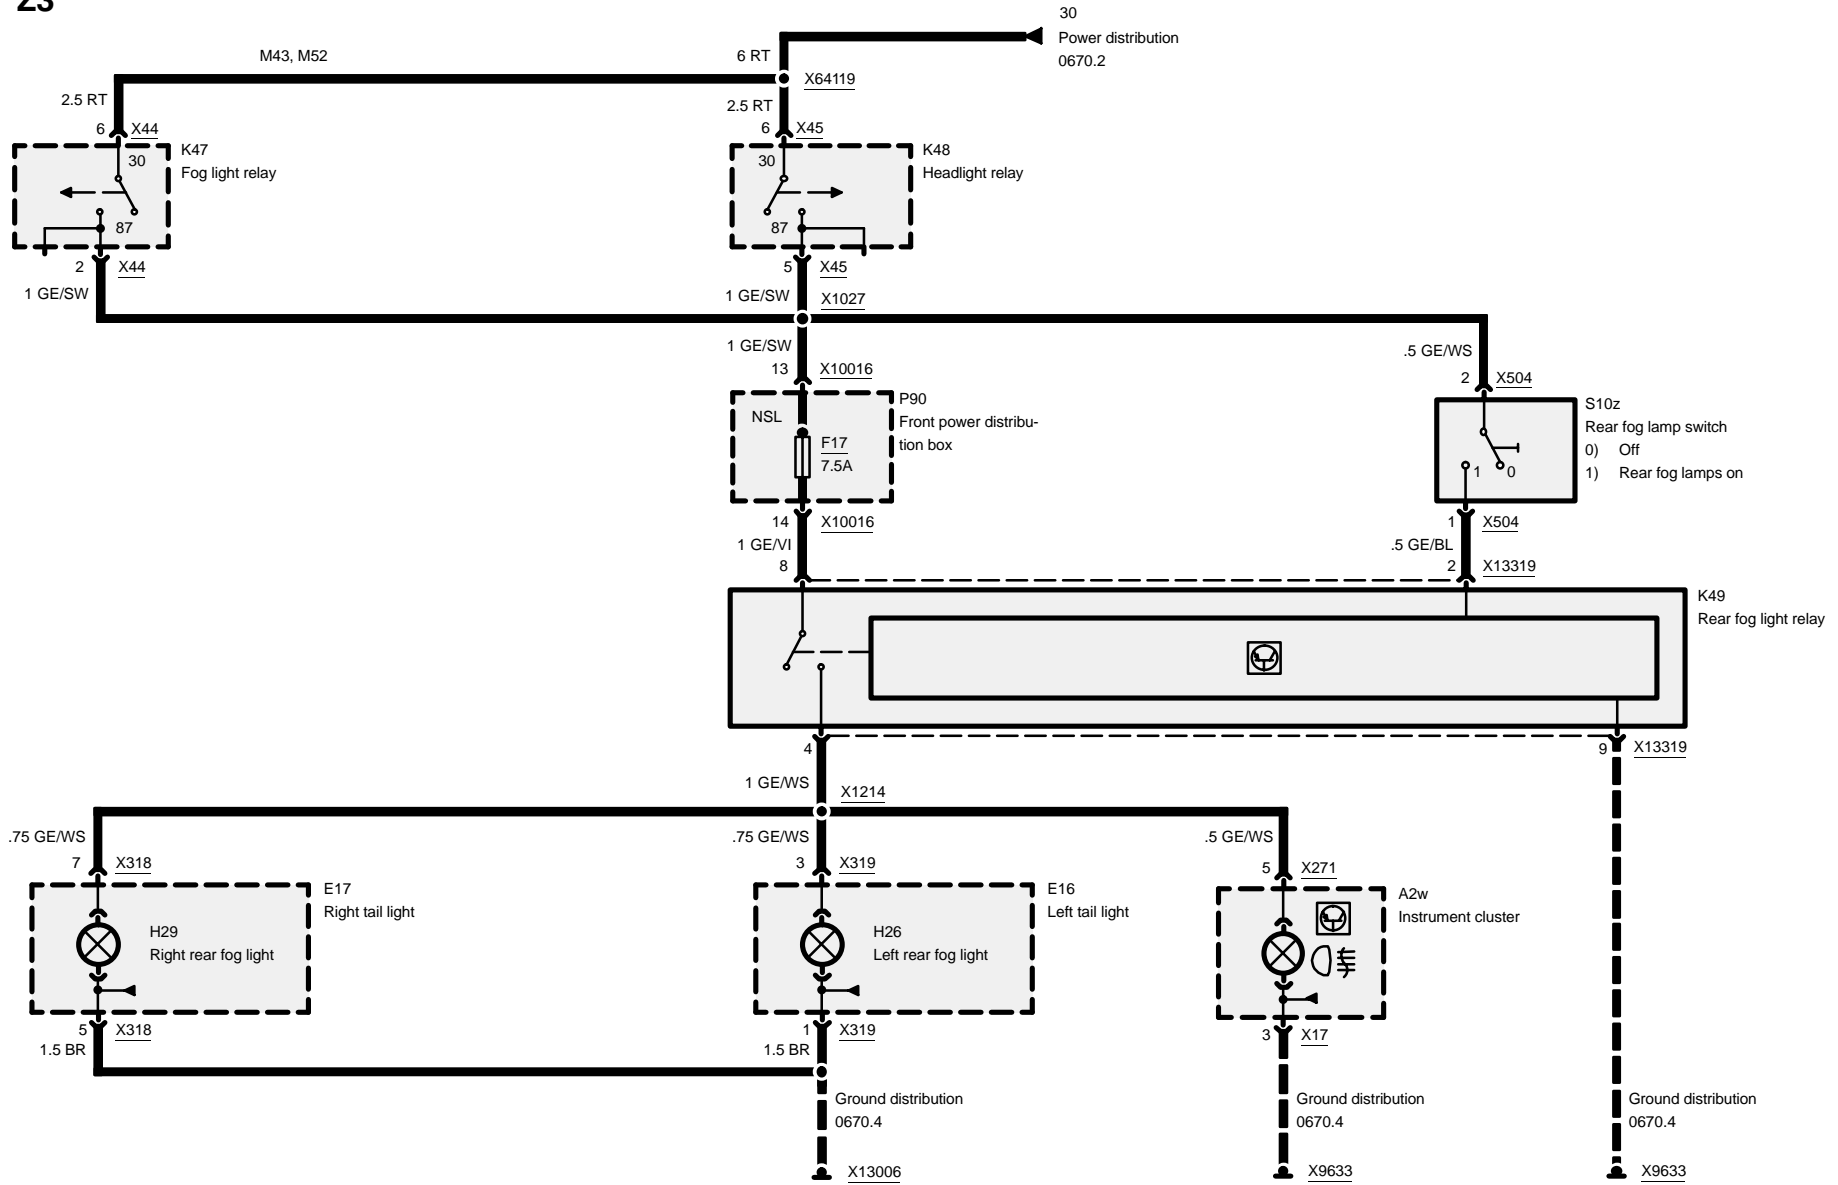 Z3
30
Power distribution
0670.2
M43, M52
6 RT
X64119
2.5 RT
2.5 RT
6
X44
6
X45
K47
Fog light relay
30
87
K48
Headlight relay
30
87
2
X44
5
X45
1 GE/SW
1 GE/SW
X1027
1 GE/SW
.5 GE/WS
13
X10016
2
X504
P90
Front power distribu-
tion box
NSL
F17
7.5A
S10z
Rear fog lamp switch
0) Off
1) Rear fog lamps on
1
0
14
X10016
1
X504
1 GE/VI
.5 GE/BL
8
2
X13319
K49
Rear fog light relay
4
9
X13319
1 GE/WS
X1214
.75 GE/WS
.75 GE/WS
.5 GE/WS
7
X318
3
X319
5
X271
E17
Right tail light
H29
Right rear fog light
E16
Left tail light
H26
Left rear fog light
A2w
Instrument cluster
5
X318
1
X319
3
X17
1.5 BR
1.5 BR
Ground distribution
0670.4
Ground distribution
0670.4
Ground distribution
0670.4
X13006
X9633
X9633